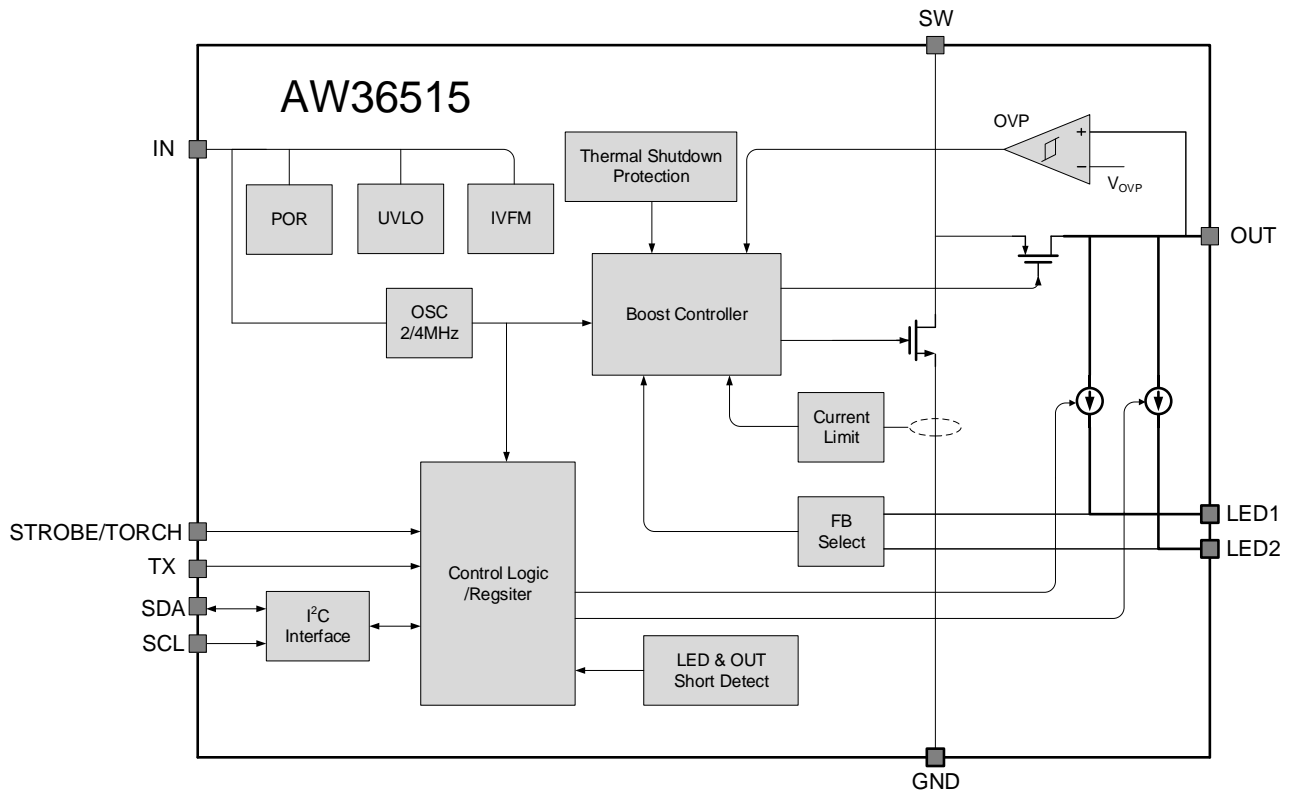 SW
AW36515
OVP
+
−
V_OVP
IN
Thermal Shutdown
Protection
POR
UVLO
IVFM
OUT
OSC
2/4MHz
Boost Controller
Current
Limit
STROBE/TORCH
TX
SDA
SCL
I²C
Interface
Control Logic
/Regsiter
FB
Select
LED1
LED2
LED & OUT
Short Detect
GND